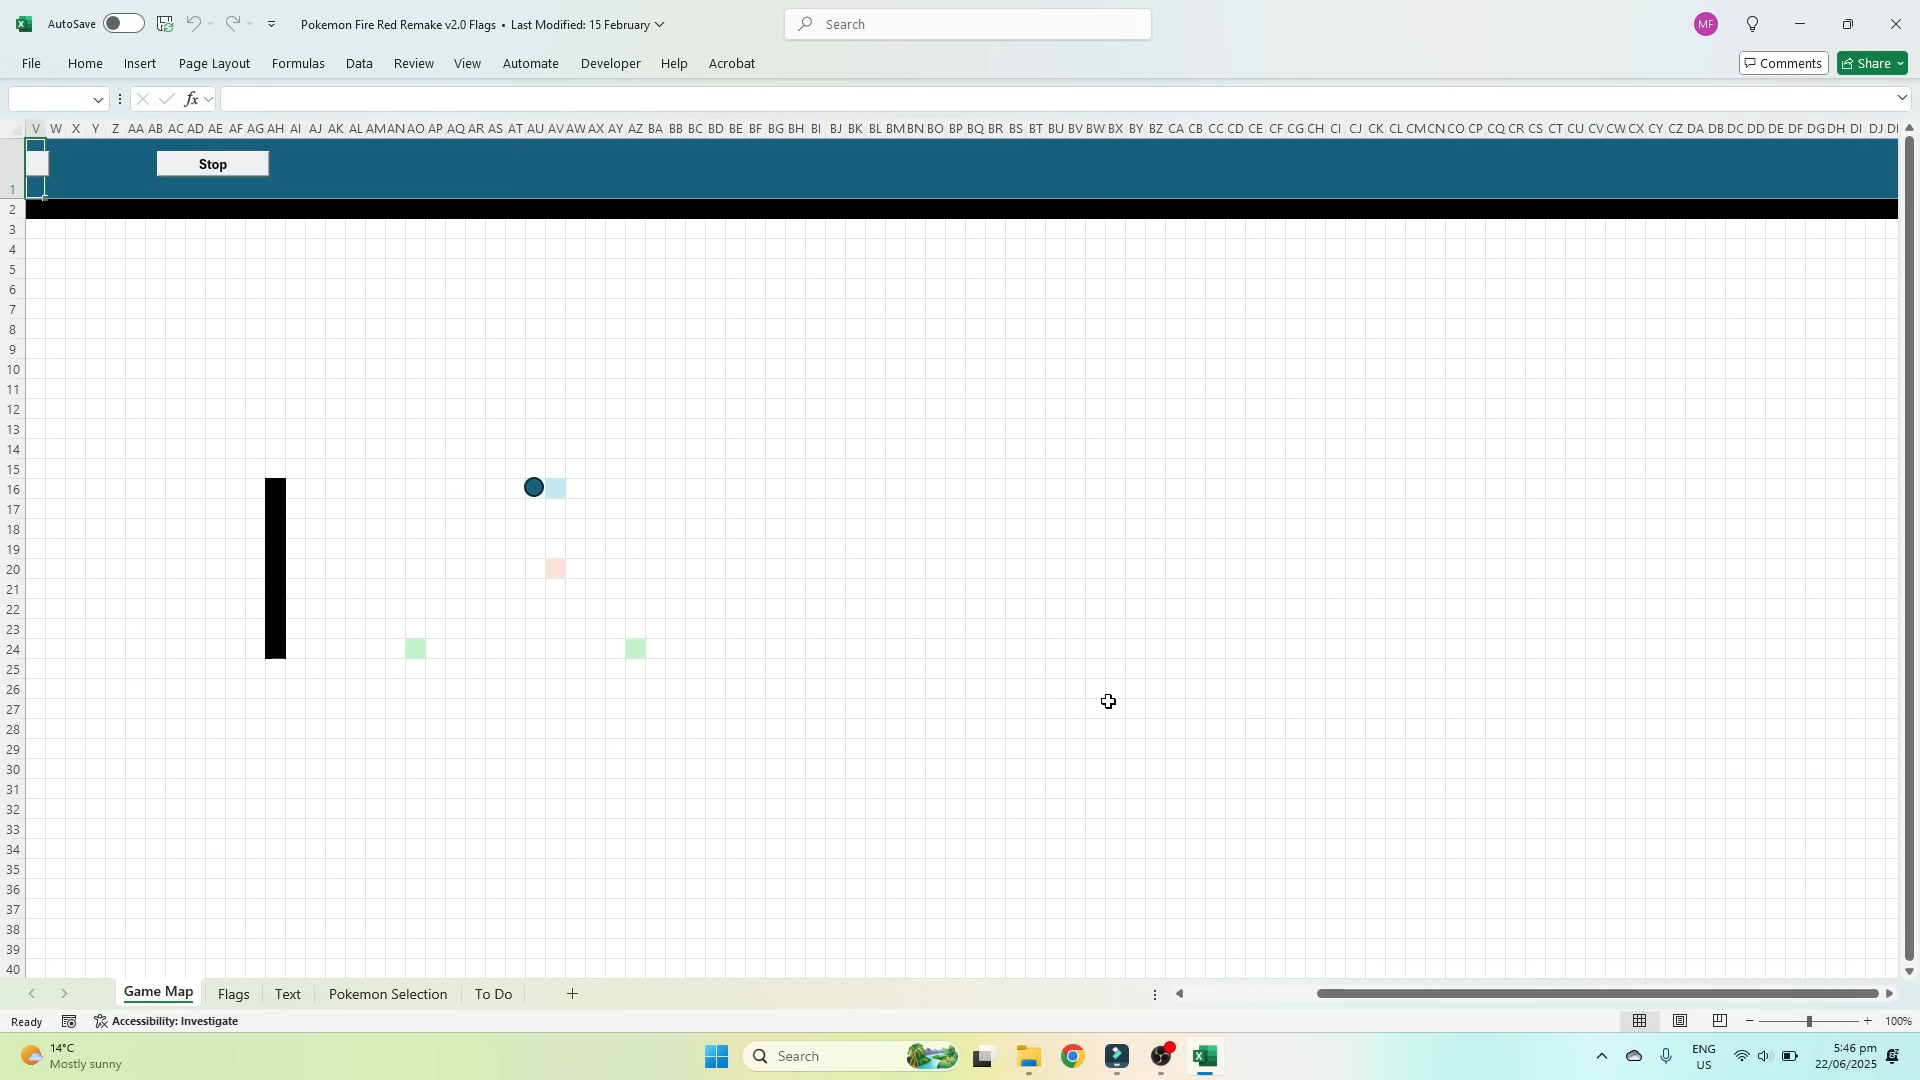 AutoSave
Pokemon Fire Red Remake v2.0 Flags • Last Modified: 15 February
Search
MF
File Home Insert Page Layout Formulas Data Review View Automate Developer Help Acrobat
Comments Share
fx
V W X Y Z AA AB AC AD AE AF AG AH AI AJ AK AL AM AN AO AP AQ AR AS AT AU AV AW AX AY AZ BA BB BC BD BE BF BG BH BI BJ BK BL BM BN BO BP BQ BR BS BT BU BV BW BX BY BZ CA CB CC CD CE CF CG CH CI CJ CK CL CM CN CO CP CQ CR CS CT CU CV CW CX CY CZ DA DB DC DD DE DF DG DH DI DJ
Stop
1
2
3
4
5
6
7
8
9
10
11
12
13
14
15
16
17
18
19
20
21
22
23
24
25
26
27
28
29
30
31
32
33
34
35
36
37
38
39
40
Game Map Flags Text Pokemon Selection To Do
Ready Accessibility: Investigate 100%
14°C
Mostly sunny
Search
ENG
US
5:46 pm
22/06/2025